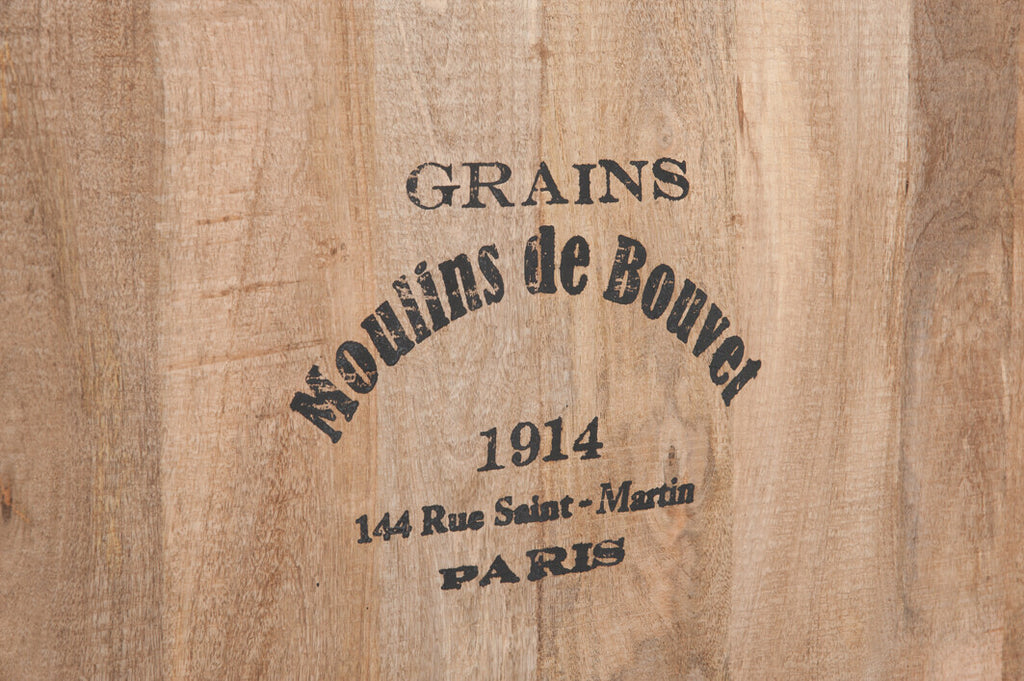 GRAINS
Moulins de Bouvet
1914
144 Rue Saint - Martin
PARIS